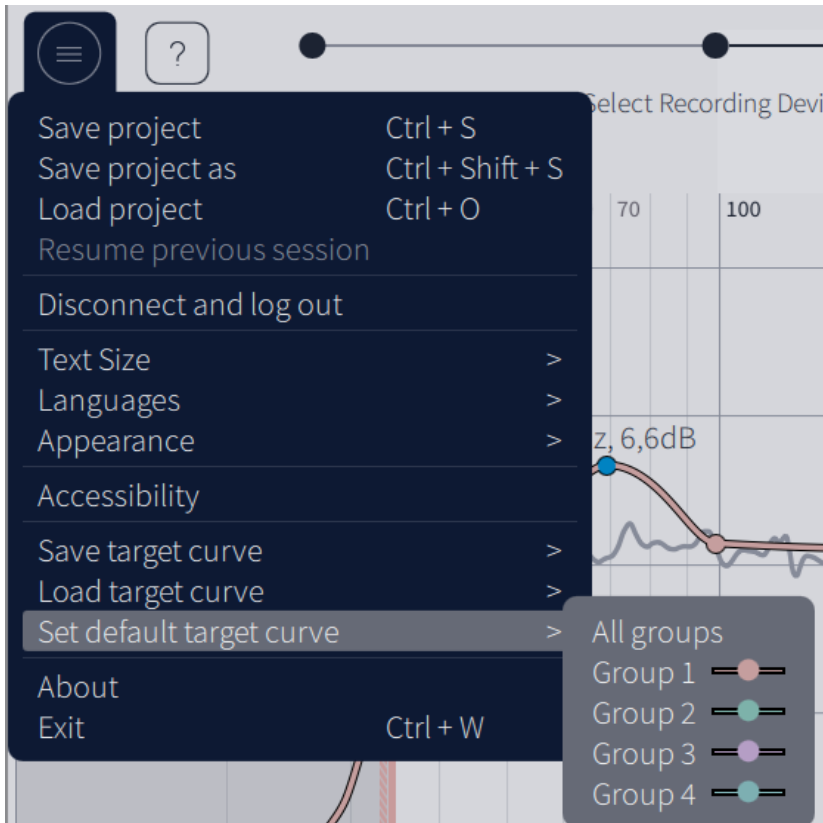 ?
Select Recording Devi
Save project Ctrl + S
Save project as Ctrl + Shift + S
Load project Ctrl + O
70 100
Resume previous session
Disconnect and log out
Text Size >
Languages >
Appearance >
z, 6,6dB
Accessibility
Save target curve >
Load target curve >
Set default target curve >
All groups
Group 1
Group 2
Group 3
Group 4
About
Exit Ctrl + W